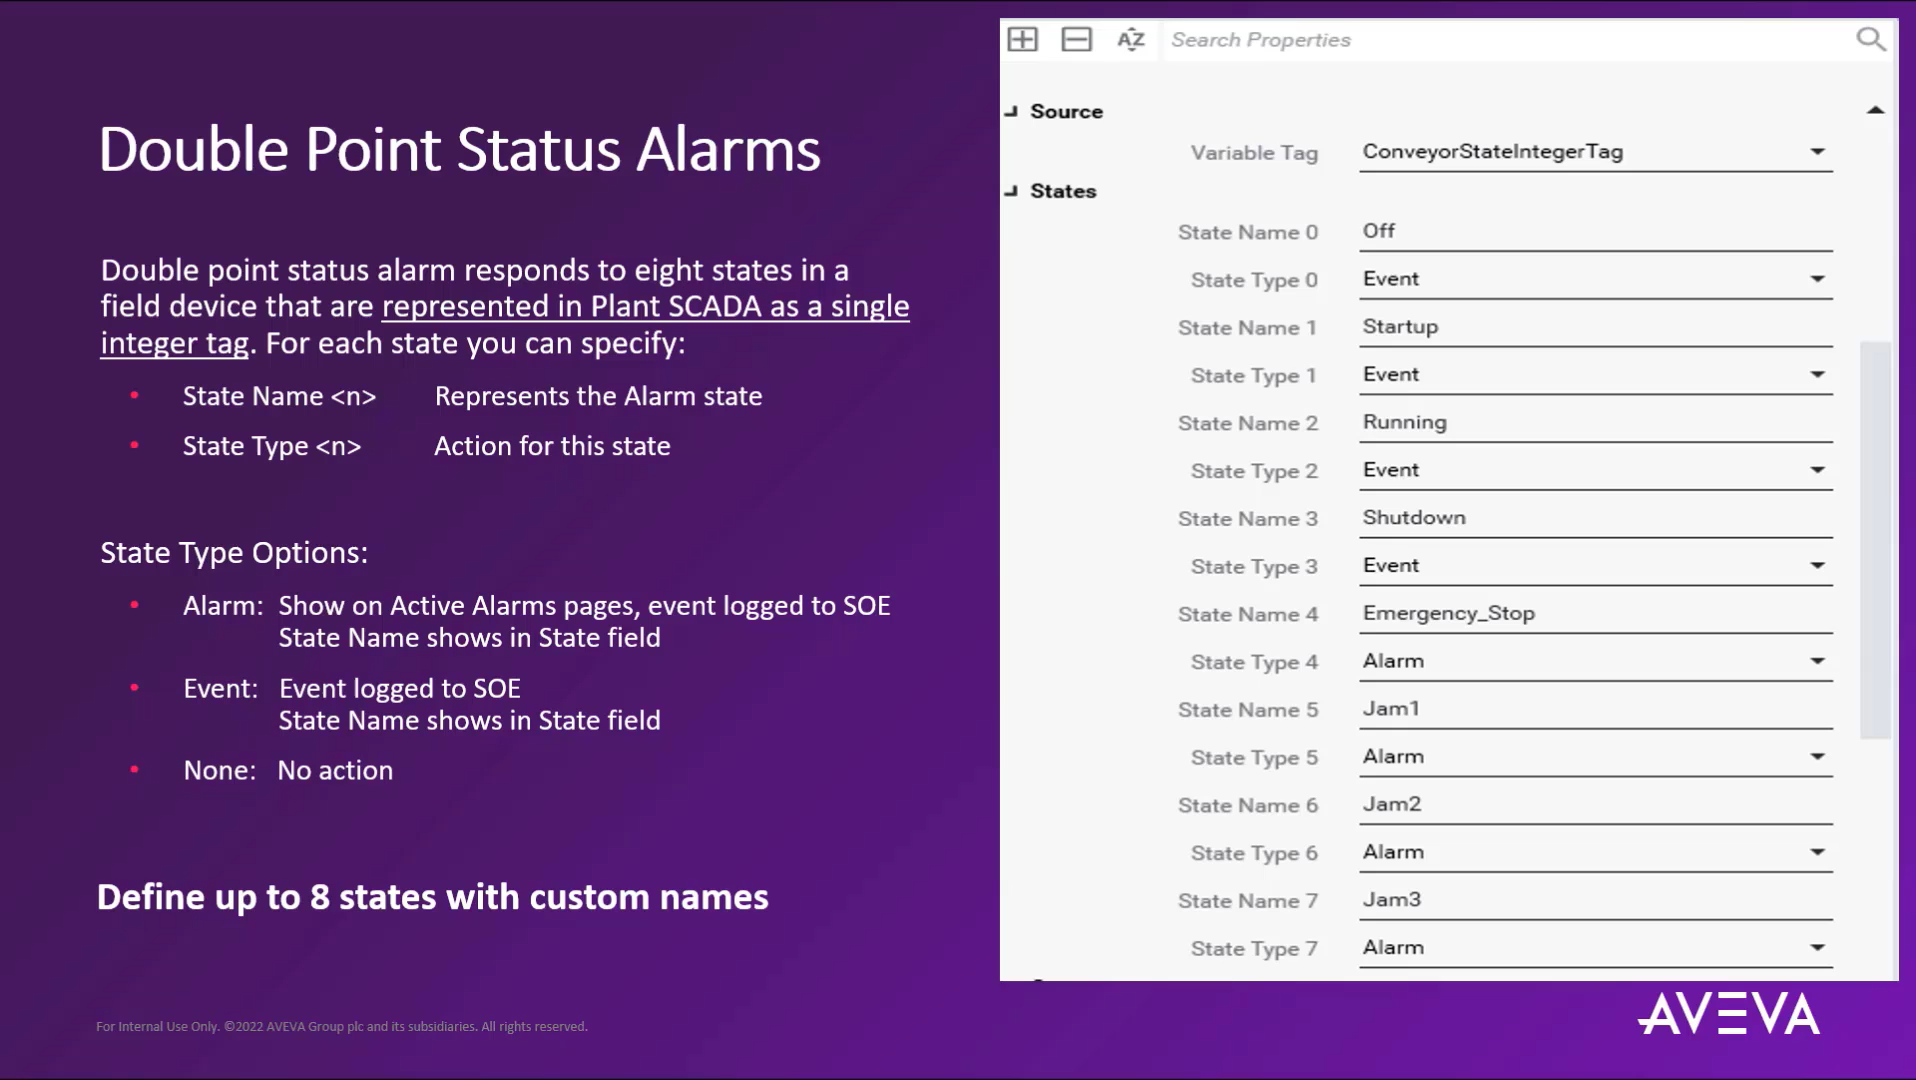 Double Point Status Alarms
Double point status alarm responds to eight states in a
field device that are represented in Plant SCADA as a single
integer tag. For each state you can specify:
• State Name <n> Represents the Alarm state
• State Type <n> Action for this state
State Type Options:
• Alarm: Show on Active Alarms pages, event logged to SOE
State Name shows in State field
• Event: Event logged to SOE
State Name shows in State field
• None: No action
Define up to 8 states with custom names
For Internal Use Only. ©2022 AVEVA Group plc and its subsidiaries. All rights reserved.
AZ Search Properties
Source
Variable Tag ConveyorStateIntegerTag
States
State Name 0 Off
State Type 0 Event
State Name 1 Startup
State Type 1 Event
State Name 2 Running
State Type 2 Event
State Name 3 Shutdown
State Type 3 Event
State Name 4 Emergency_Stop
State Type 4 Alarm
State Name 5 Jam1
State Type 5 Alarm
State Name 6 Jam2
State Type 6 Alarm
State Name 7 Jam3
State Type 7 Alarm
AVEVA